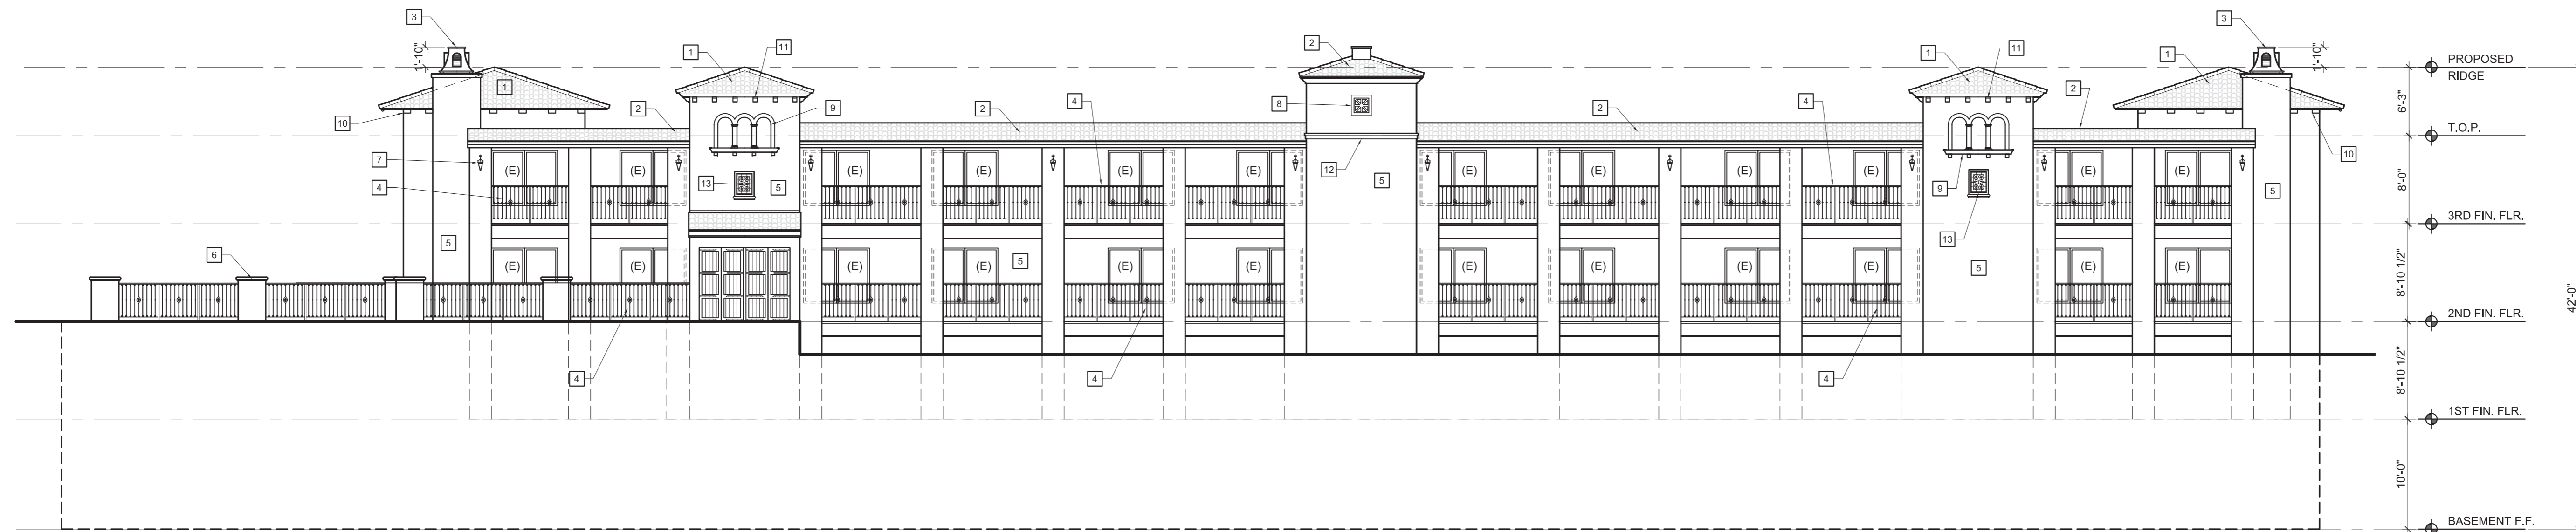 3
3
1'-10"
1
11
2
1
11
1
1'-10"
PROPOSED
RIDGE
1
2
2
4
8
9
2
4
2
6'-3"
10
T.O.P.
7
(E)
(E)
(E)
(E)
(E)
(E)
12
(E)
(E)
(E)
(E)
9
(E)
(E)
10
4
13
5
5
13
5
8'-0"
3RD FIN. FLR.
5
6
(E)
(E)
(E)
(E)
5
(E)
(E)
(E)
(E)
(E)
(E)
5
(E)
(E)
8'-10 1/2"
42'-0"
2ND FIN. FLR.
4
4
4
8'-10 1/2"
1ST FIN. FLR.
10'-0"
BASEMENT F.F.